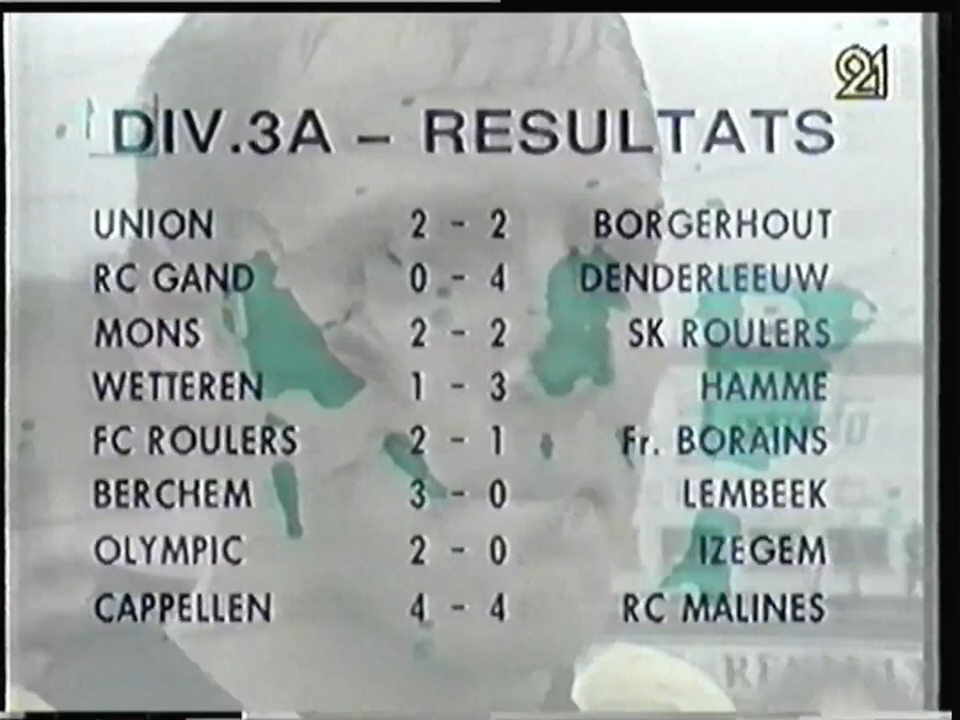 21
DIV.3A - RESULTATS
UNION 2 - 2 BORGERHOUT
RC GAND 0 - 4 DENDERLEEUW
MONS 2 - 2 SK ROULERS
WETTEREN 1 - 3 HAMME
FC ROULERS 2 - 1 Fr. BORAINS
BERCHEM 3 - 0 LEMBEEK
OLYMPIC 2 - 0 IZEGEM
CAPPELLEN 4 - 4 RC MALINES